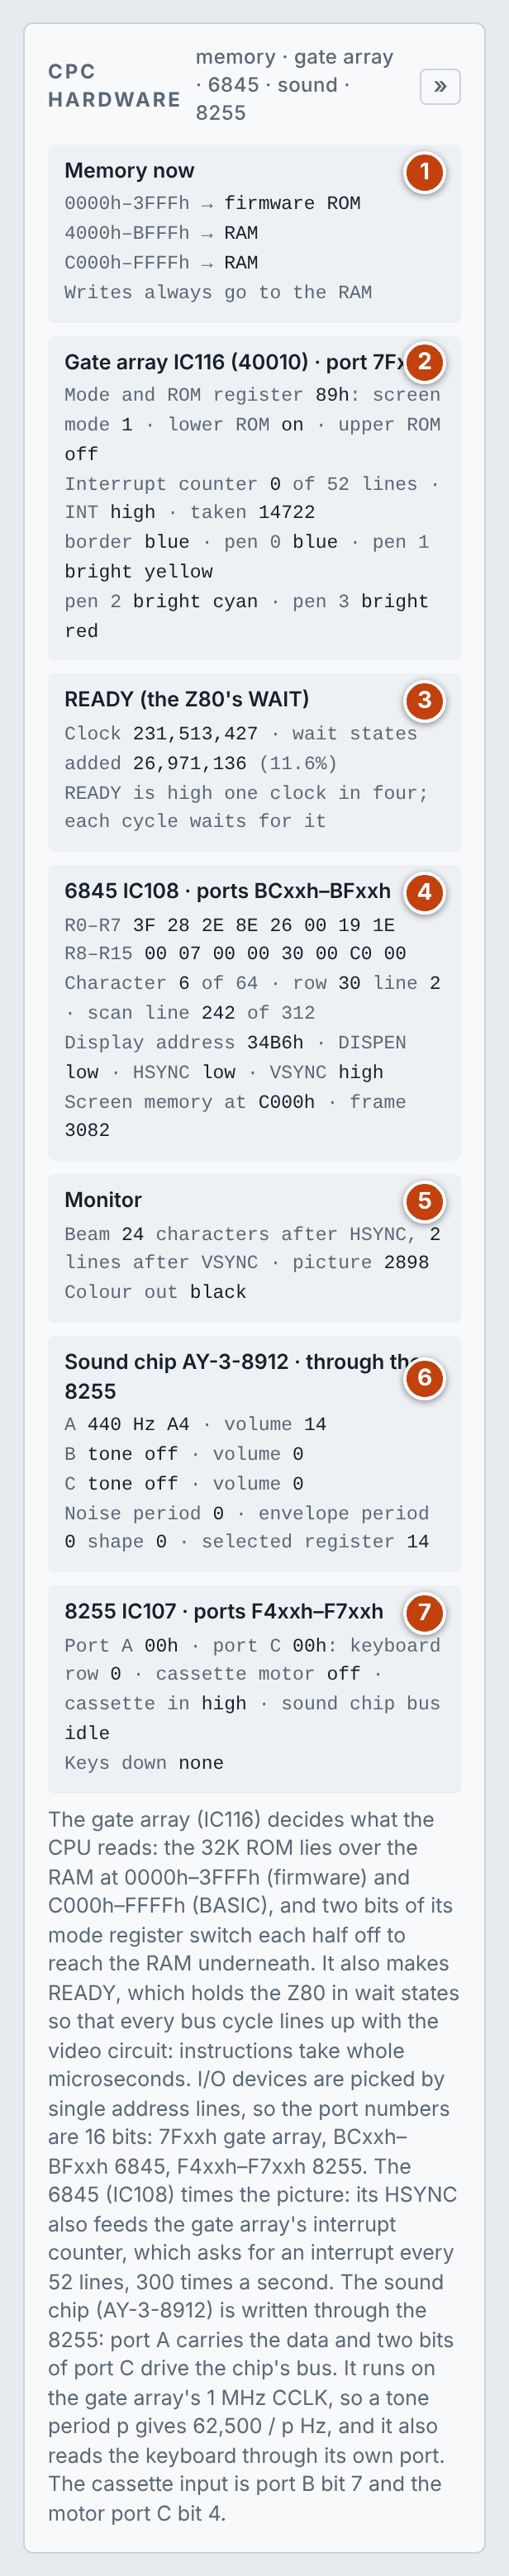 CPC HARDWARE
memory · gate array · 6845 · sound · 8255
»
Memory now
1
0000h–3FFFh → firmware ROM
4000h–BFFFh → RAM
C000h–FFFFh → RAM
Writes always go to the RAM
Gate array IC116 (40010) · port 7Fx
2
Mode and ROM register 89h: screen
mode 1 · lower ROM on · upper ROM
off
Interrupt counter 0 of 52 lines ·
INT high · taken 14722
border blue · pen 0 blue · pen 1
bright yellow
pen 2 bright cyan · pen 3 bright
red
READY (the Z80's WAIT)
3
Clock 231,513,427 · wait states
added 26,971,136 (11.6%)
READY is high one clock in four;
each cycle waits for it
6845 IC108 · ports BCxxh–BFxxh
4
R0–R7 3F 28 2E 8E 26 00 19 1E
R8–R15 00 07 00 00 30 00 C0 00
Character 6 of 64 · row 30 line 2
· scan line 242 of 312
Display address 34B6h · DISPEN
low · HSYNC low · VSYNC high
Screen memory at C000h · frame
3082
Monitor
5
Beam 24 characters after HSYNC, 2
lines after VSYNC · picture 2898
Colour out black
Sound chip AY-3-8912 · through the
8255
6
A 440 Hz A4 · volume 14
B tone off · volume 0
C tone off · volume 0
Noise period 0 · envelope period
0 shape 0 · selected register 14
8255 IC107 · ports F4xxh–F7xxh
7
Port A 00h · port C 00h: keyboard
row 0 · cassette motor off ·
cassette in high · sound chip bus
idle
Keys down none
The gate array (IC116) decides what the
CPU reads: the 32K ROM lies over the
RAM at 0000h–3FFFh (firmware) and
C000h–FFFFh (BASIC), and two bits of its
mode register switch each half off to
reach the RAM underneath. It also makes
READY, which holds the Z80 in wait states
so that every bus cycle lines up with the
video circuit: instructions take whole
microseconds. I/O devices are picked by
single address lines, so the port numbers
are 16 bits: 7Fxxh gate array, BCxxh–
BFxxh 6845, F4xxh–F7xxh 8255. The
6845 (IC108) times the picture: its HSYNC
also feeds the gate array's interrupt
counter, which asks for an interrupt every
52 lines, 300 times a second. The sound
chip (AY-3-8912) is written through the
8255: port A carries the data and two bits
of port C drive the chip's bus. It runs on
the gate array's 1 MHz CCLK, so a tone
period p gives 62,500 / p Hz, and it also
reads the keyboard through its own port.
The cassette input is port B bit 7 and the
motor port C bit 4.